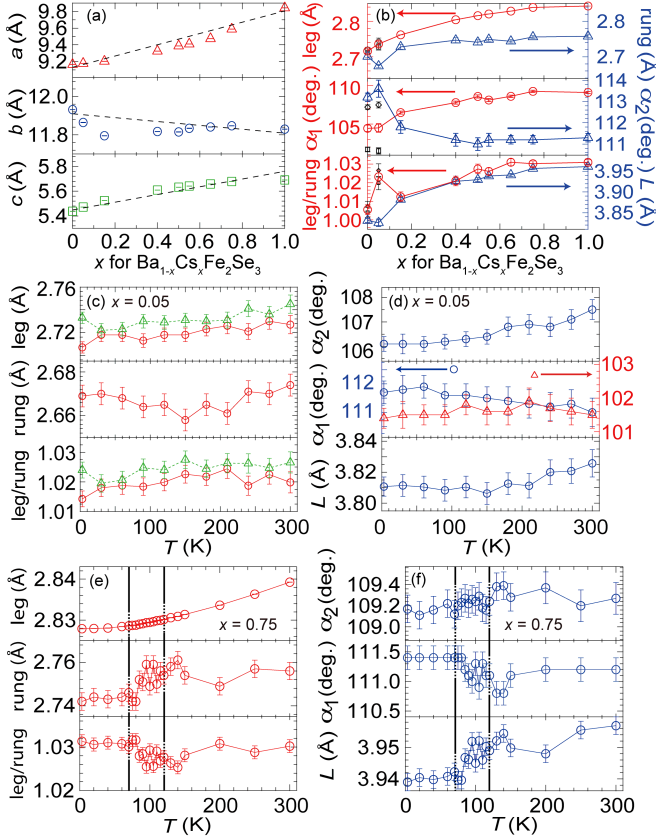 (a)
a (Å)
9.8
9.6
9.4
9.2
b (Å)
12.0
11.8
c (Å)
5.8
5.6
5.4
0.0 0.2 0.4 0.6 0.8 1.0
x for Ba1-xCsxFe2Se3
(b)
leg (Å)
2.8
2.7
rung (Å)
2.8
2.7
α1 (deg.)
110
105
α2 (deg.)
114
113
112
111
leg/rung
1.03
1.02
1.01
1.00
L (Å)
3.95
3.90
3.85
0.0 0.2 0.4 0.6 0.8 1.0
x for Ba1-xCsxFe2Se3
(c) x = 0.05
leg (Å)
2.76
2.72
rung (Å)
2.68
2.66
leg/rung
1.03
1.02
1.01
0 100 200 300
T (K)
(d) x = 0.05
α2 (deg.)
108
107
106
α1 (deg.)
112
111
103
102
101
L (Å)
3.84
3.82
3.80
0 100 200 300
T (K)
(e)
x = 0.75
leg (Å)
2.84
2.83
rung (Å)
2.76
2.74
leg/rung
1.03
1.02
0 100 200 300
T (K)
(f)
x = 0.75
α2 (deg.)
109.4
109.2
109.0
α1 (deg.)
111.5
111.0
110.5
L (Å)
3.95
3.94
0 100 200 300
T (K)